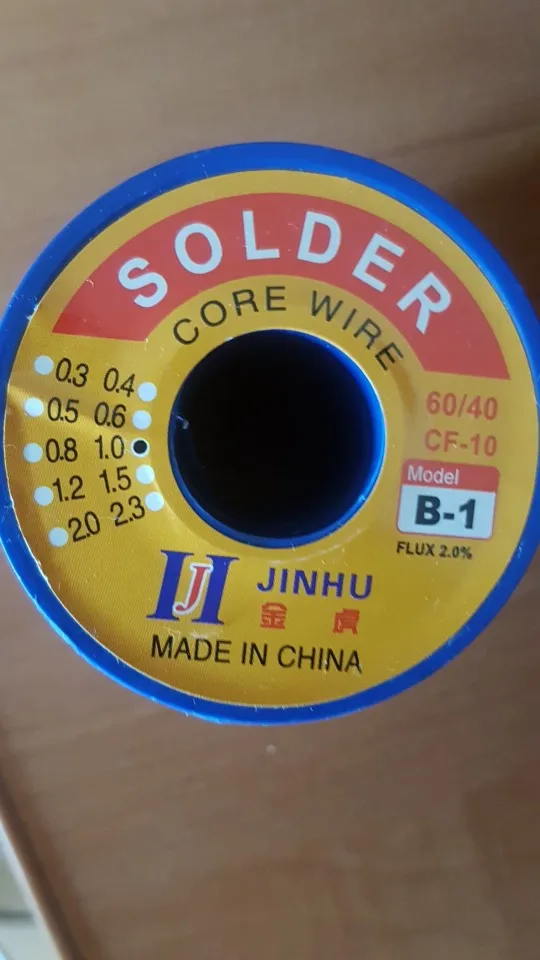 SOLDER
CORE WIRE
0.3 0.4
0.5 0.6
0.8 1.0
1.2 1.5
2.0 2.3
60/40
CF-10
Model
B-1
FLUX 2.0%
HJ
JINHU
金 虎
MADE IN CHINA